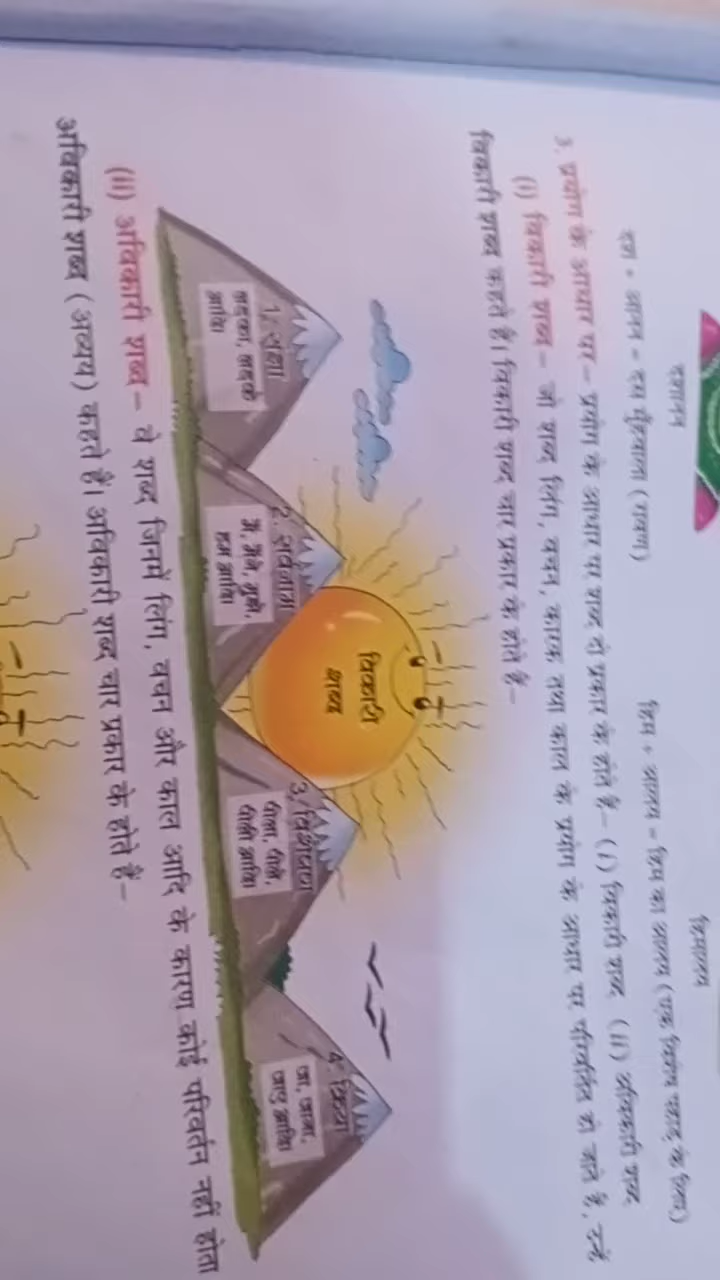 दशानन
हिमालय
दश + आनन = दस मुँहवाला (रावण)
हिम + आलय = हिम का आलय (एक विशेष पहाड़ के लिए)
3. प्रयोग के आधार पर – प्रयोग के आधार पर शब्द दो प्रकार के होते हैं– (i) विकारी शब्द (ii) अविकारी शब्द
(i) विकारी शब्द – जो शब्द लिंग, वचन, कारक तथा काल के प्रयोग के आधार पर परिवर्तित हो जाते हैं, उन्हें
विकारी शब्द कहते हैं। विकारी शब्द चार प्रकार के होते हैं–
विकारी
शब्द
1. संज्ञा
लड़का, लड़के
आदि।
2. सर्वनाम
मैं, मैंने, मुझे,
हम आदि।
3. विशेषण
पीला, पीले,
पीली आदि।
4. क्रिया
जा, जाना,
जाऊ आदि।
(ii) अविकारी शब्द – वे शब्द जिनमें लिंग, वचन और काल आदि के कारण कोई परिवर्तन नहीं होता
अविकारी शब्द (अव्यय) कहते हैं। अविकारी शब्द चार प्रकार के होते हैं–